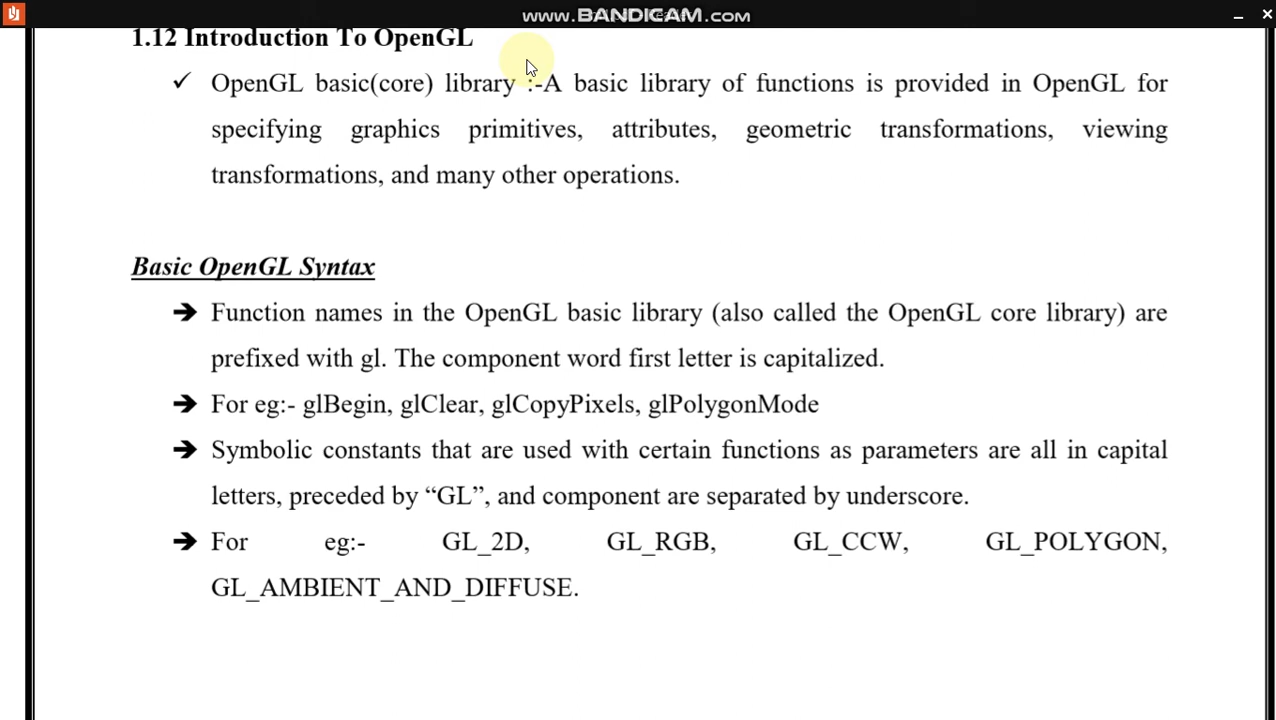 www.BANDICAM.com
1.12 Introduction To OpenGL
✓ OpenGL basic(core) library :-A basic library of functions is provided in OpenGL for
specifying graphics primitives, attributes, geometric transformations, viewing
transformations, and many other operations.
Basic OpenGL Syntax
➔ Function names in the OpenGL basic library (also called the OpenGL core library) are
prefixed with gl. The component word first letter is capitalized.
➔ For eg:- glBegin, glClear, glCopyPixels, glPolygonMode
➔ Symbolic constants that are used with certain functions as parameters are all in capital
letters, preceded by “GL”, and component are separated by underscore.
➔ For eg:- GL_2D, GL_RGB, GL_CCW, GL_POLYGON,
GL_AMBIENT_AND_DIFFUSE.